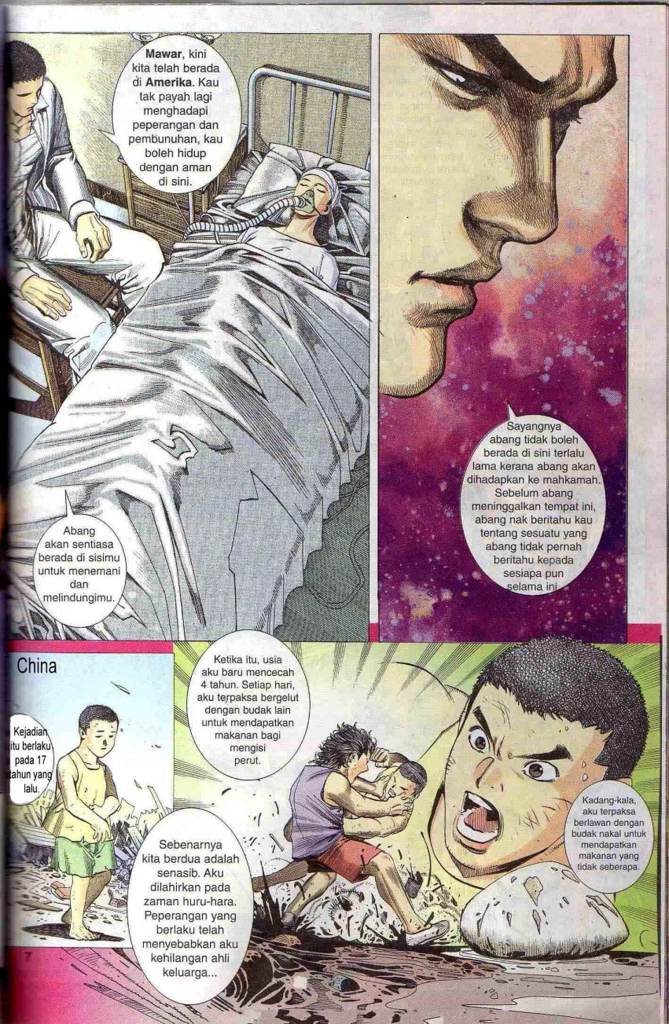 Mawar, kini
kita telah berada
di Amerika. Kau
tak payah lagi
menghadapi
peperangan dan
pembunuhan, kau
boleh hidup
dengan aman
di sini.
Abang
akan sentiasa
berada di sisimu
untuk menemani
dan
melindungimu.
Sayangnya
abang tidak boleh
berada di sini terlalu
lama kerana abang akan
dihadapkan ke mahkamah.
Sebelum abang
meninggalkan tempat ini,
abang nak beritahu kau
tentang sesuatu yang
abang tidak pernah
beritahu kepada
sesiapa pun
selama ini
China
Kejadian
itu berlaku
pada 17
tahun yang
lalu.
Ketika itu, usia
aku baru mencecah
4 tahun. Setiap hari,
aku terpaksa bergelut
dengan budak lain
untuk mendapatkan
makanan bagi
mengisi
perut.
Kadang-kala,
aku terpaksa
berlawan dengan
budak nakal untuk
mendapatkan
makanan yang
tidak seberapa.
Sebenarnya
kita berdua adalah
senasib. Aku
dilahirkan pada
zaman huru-hara.
Peperangan yang
berlaku telah
menyebabkan aku
kehilangan ahli
keluarga...
7